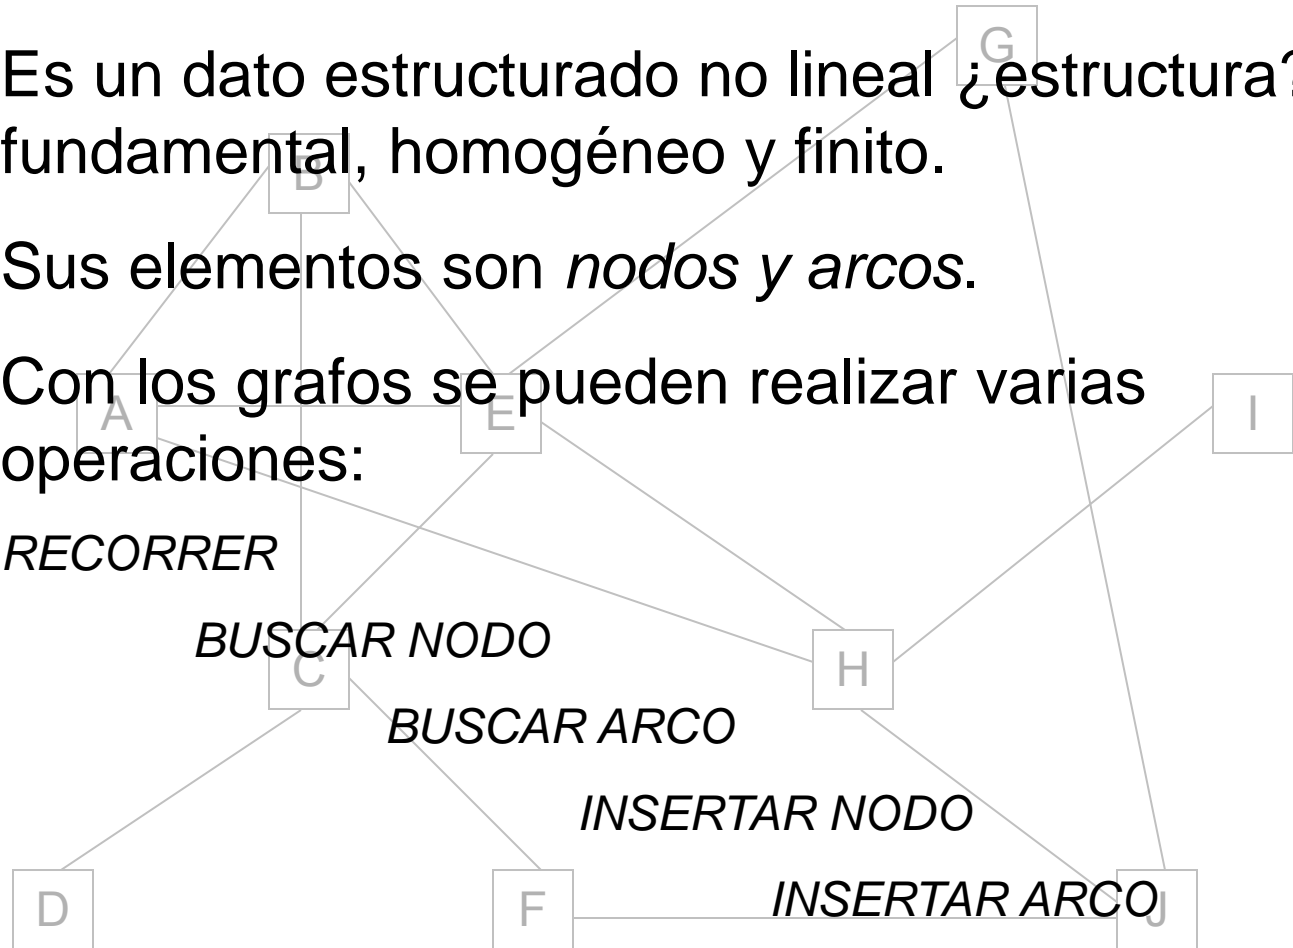 G
Es un dato estructurado no lineal ¿estructura?
fundamental, homogéneo y finito.
B
Sus elementos son nodos y arcos.
Con los grafos se pueden realizar varias
A E I
operaciones:
RECORRER
BUSCAR NODO
C H
BUSCAR ARCO
INSERTAR NODO
INSERTAR ARCO
D F J